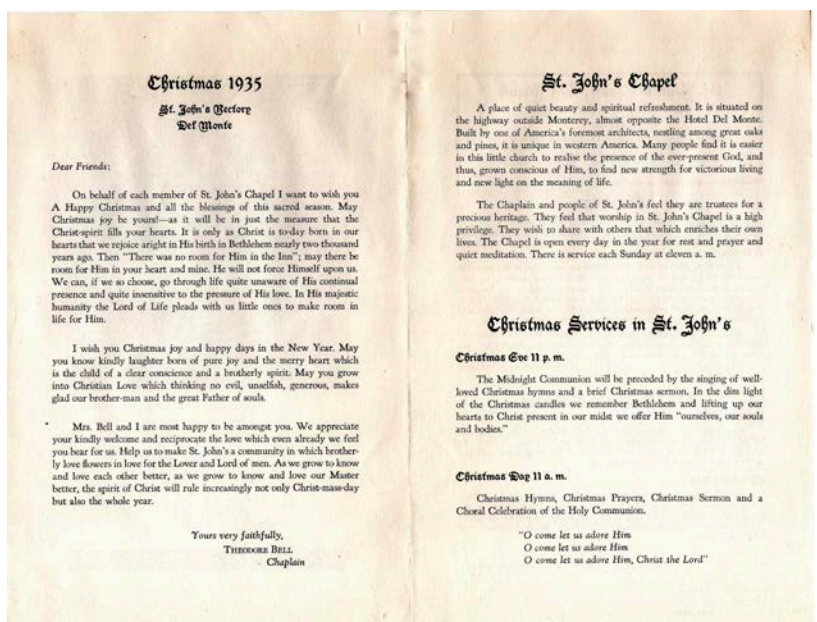 Christmas 1935
St. John's Rectory
Del Monte
Dear Friends:
On behalf of each member of St. John's Chapel I want to wish you
A Happy Christmas and all the blessings of this sacred season. May
Christmas joy be yours!—as it will be in just the measure that the
Christ-spirit fills your hearts. It is only as Christ is to-day born in our
hearts that we rejoice aright in His birth in Bethlehem nearly two thousand
years ago. Then "There was no room for Him in the Inn"; may there be
room for Him in your heart and mine. He will not force Himself upon us.
We can, if we so choose, go through life quite unaware of His continual
presence and quite insensitive to the pressure of His love. In His majestic
humanity the Lord of Life pleads with us little ones to make room in
life for Him.
I wish you Christmas joy and happy days in the New Year. May
you know kindly laughter born of pure joy and the merry heart which
is the child of a clear conscience and a brotherly spirit. May you grow
into Christian Love which thinking no evil, unselfish, generous, makes
glad our brother-man and the great Father of souls.
Mrs. Bell and I are most happy to be amongst you. We appreciate
your kindly welcome and reciprocate the love which even already we feel
you bear for us. Help us to make St. John's a community in which brother-
ly love flowers in love for the Lover and Lord of men. As we grow to know
and love each other better, as we grow to know and love our Master
better, the spirit of Christ will rule increasingly not only Christ-mass-day
but also the whole year.
Yours very faithfully,
THEODORE BELL
Chaplain
St. John's Chapel
A place of quiet beauty and spiritual refreshment. It is situated on
the highway outside Monterey, almost opposite the Hotel Del Monte.
Built by one of America's foremost architects, nestling among great oaks
and pines, it is unique in western America. Many people find it is easier
in this little church to realise the presence of the ever-present God, and
thus, grown conscious of Him, to find new strength for victorious living
and new light on the meaning of life.
The Chaplain and people of St. John's feel they are trustees for a
precious heritage. They feel that worship in St. John's Chapel is a high
privilege. They wish to share with others that which enriches their own
lives. The Chapel is open every day in the year for rest and prayer and
quiet meditation. There is service each Sunday at eleven a. m.
Christmas Services in St. John's
Christmas Eve 11 p. m.
The Midnight Communion will be preceded by the singing of well-
loved Christmas hymns and a brief Christmas sermon. In the dim light
of the Christmas candles we remember Bethlehem and lifting up our
hearts to Christ present in our midst we offer Him "ourselves, our souls
and bodies."
Christmas Day 11 a. m.
Christmas Hymns, Christmas Prayers, Christmas Sermon and a
Choral Celebration of the Holy Communion.
"O come let us adore Him
O come let us adore Him
O come let us adore Him, Christ the Lord"